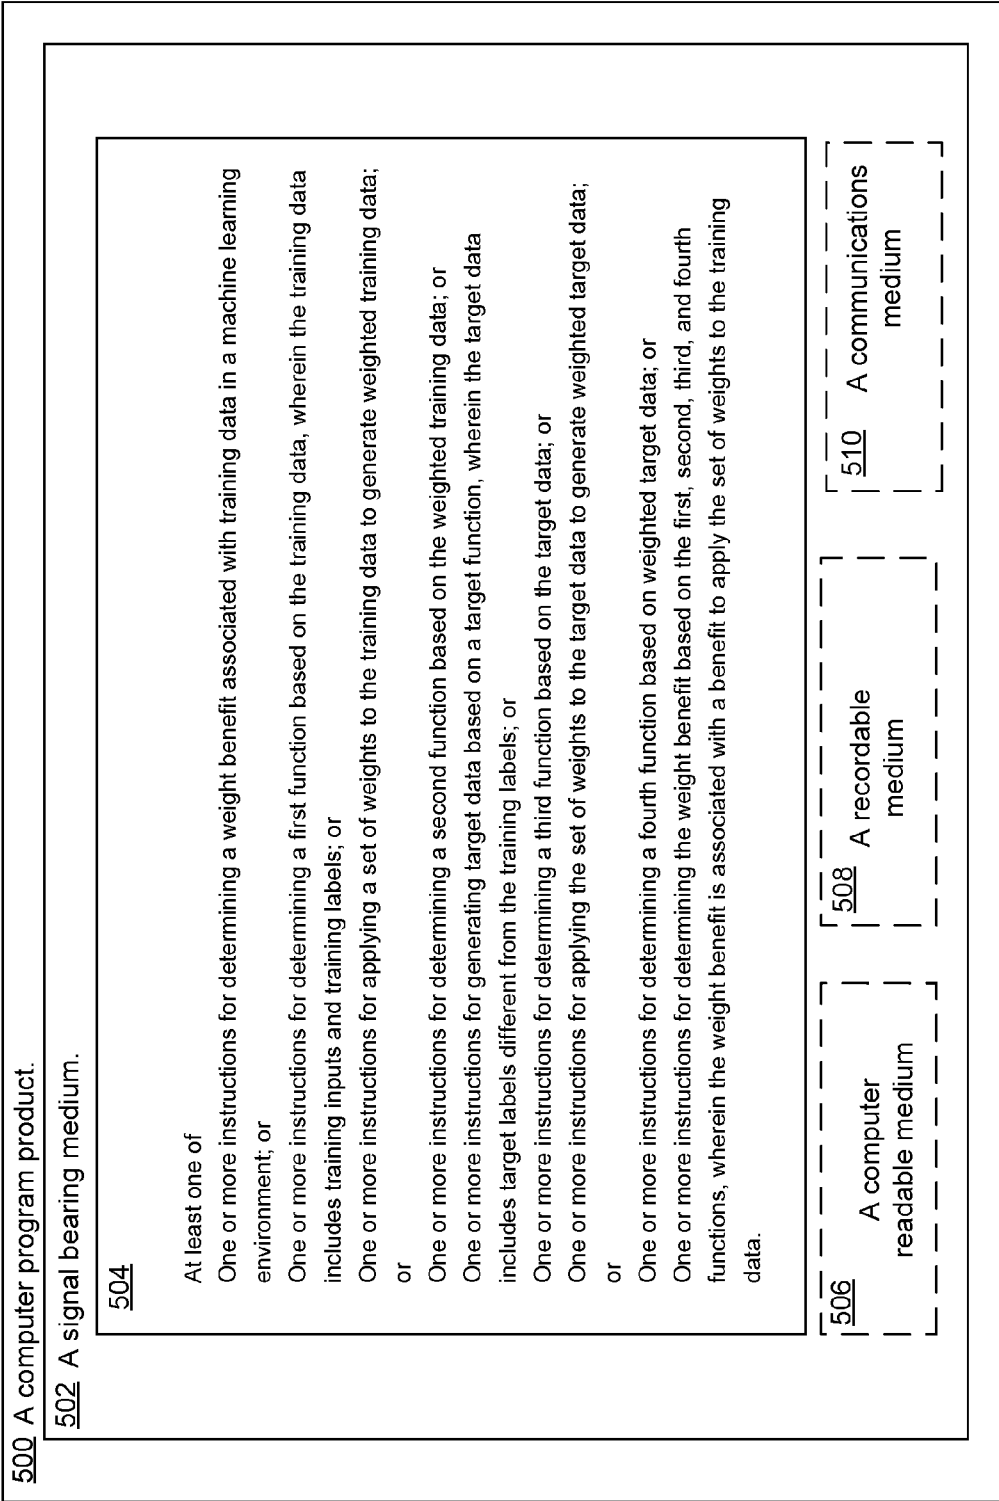 500 A computer program product.
502 A signal bearing medium.
504
At least one of
One or more instructions for determining a weight benefit associated with training data in a machine learning
environment; or
One or more instructions for determining a first function based on the training data, wherein the training data
includes training inputs and training labels; or
One or more instructions for applying a set of weights to the training data to generate weighted training data;
or
One or more instructions for determining a second function based on the weighted training data; or
One or more instructions for generating target data based on a target function, wherein the target data
includes target labels different from the training labels; or
One or more instructions for determining a third function based on the target data; or
One or more instructions for applying the set of weights to the target data to generate weighted target data;
or
One or more instructions for determining a fourth function based on weighted target data; or
One or more instructions for determining the weight benefit based on the first, second, third, and fourth
functions, wherein the weight benefit is associated with a benefit to apply the set of weights to the training
data.
506 A computer
readable medium
508 A recordable
medium
510 A communications
medium